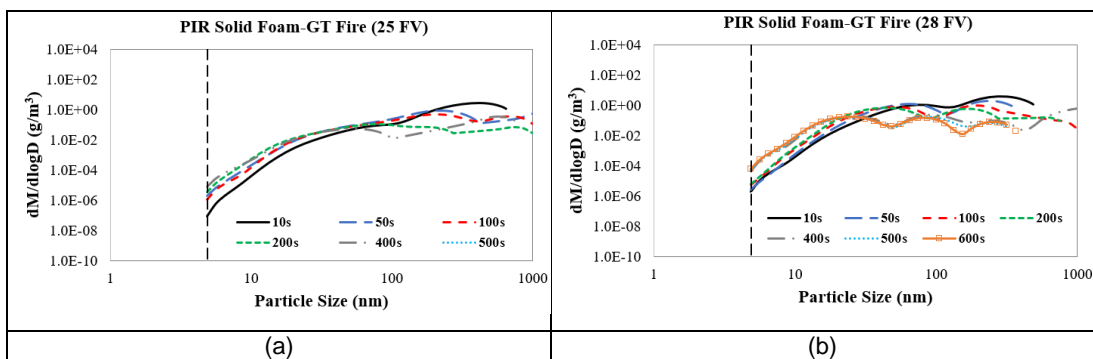 PIR Solid Foam-GT Fire (25 FV)
dM/dlogD (g/m³)
1.0E+04
1.0E+02
1.0E+00
1.0E-02
1.0E-04
1.0E-06
1.0E-08
1.0E-10
10s 50s 100s
200s 400s 500s
1 10 100 1000
Particle Size (nm)
(a)
PIR Solid Foam-GT Fire (28 FV)
dM/dlogD (g/m³)
1.0E+04
1.0E+02
1.0E+00
1.0E-02
1.0E-04
1.0E-06
1.0E-08
1.0E-10
10s 50s 100s 200s
400s 500s 600s
1 10 100 1000
Particle Size (nm)
(b)